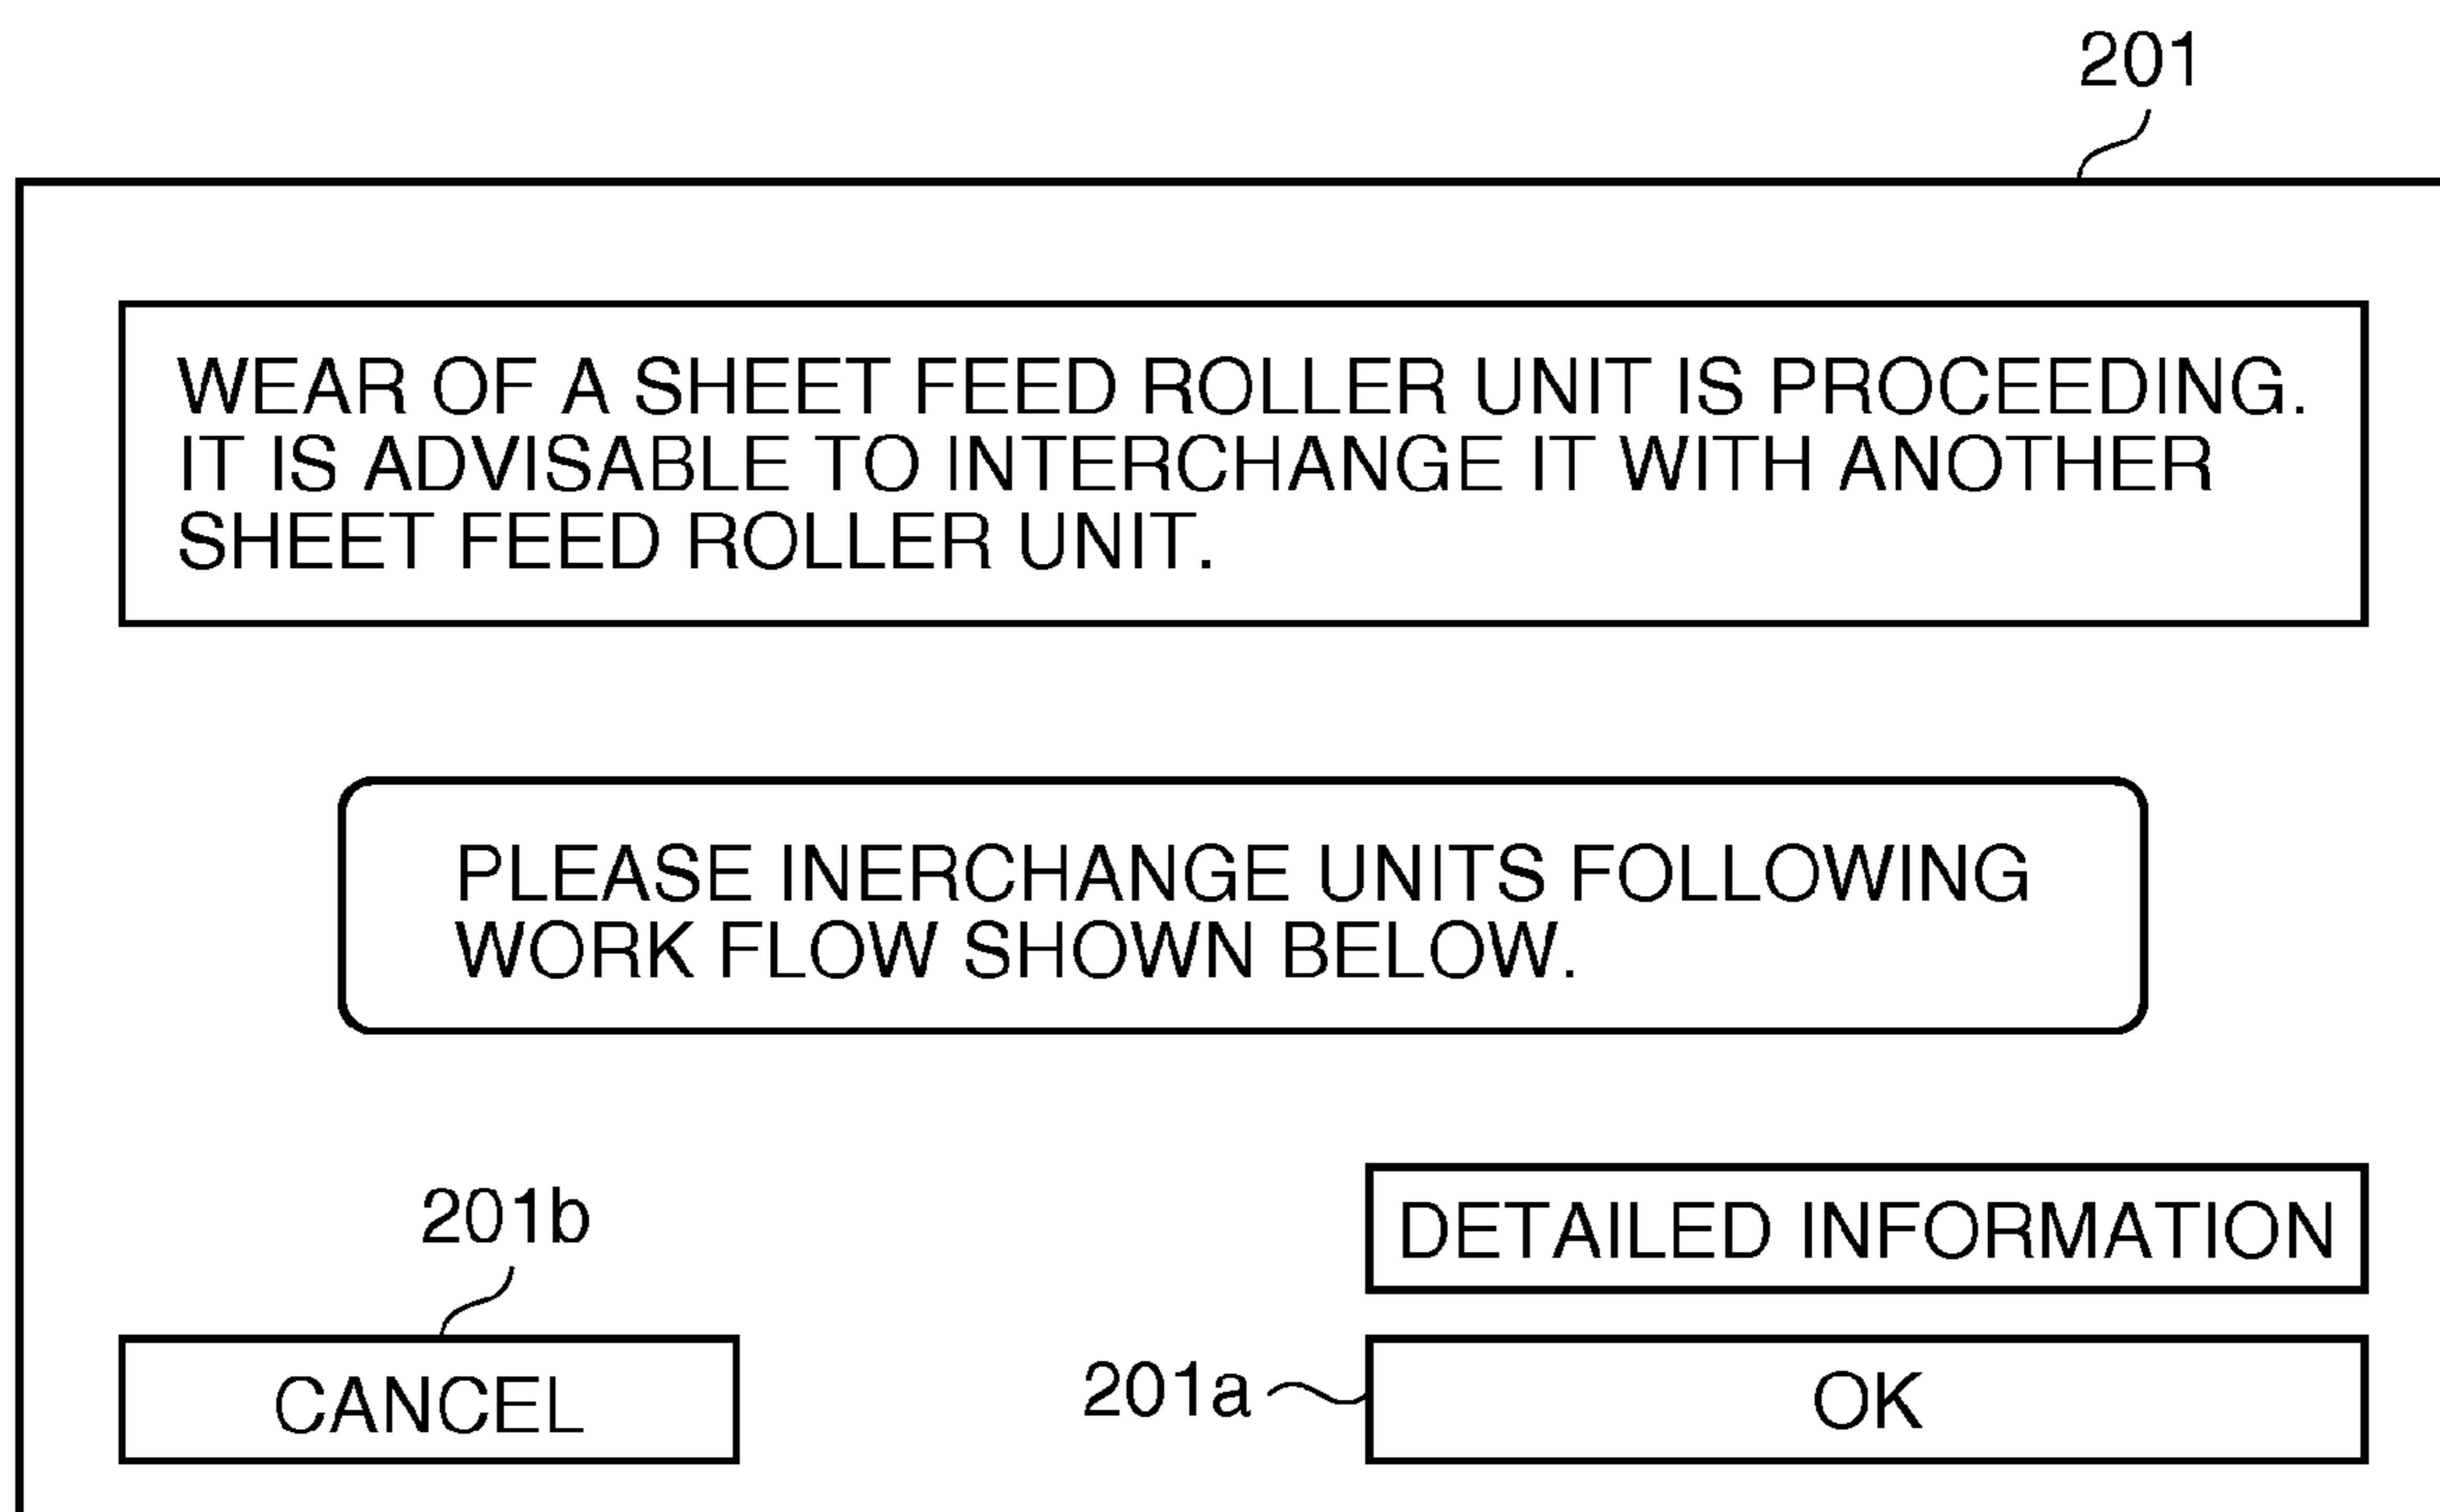 201
WEAR OF A SHEET FEED ROLLER UNIT IS PROCEEDING.
IT IS ADVISABLE TO INTERCHANGE IT WITH ANOTHER
SHEET FEED ROLLER UNIT.
PLEASE INERCHANGE UNITS FOLLOWING
WORK FLOW SHOWN BELOW.
201b
DETAILED INFORMATION
CANCEL
201a
OK